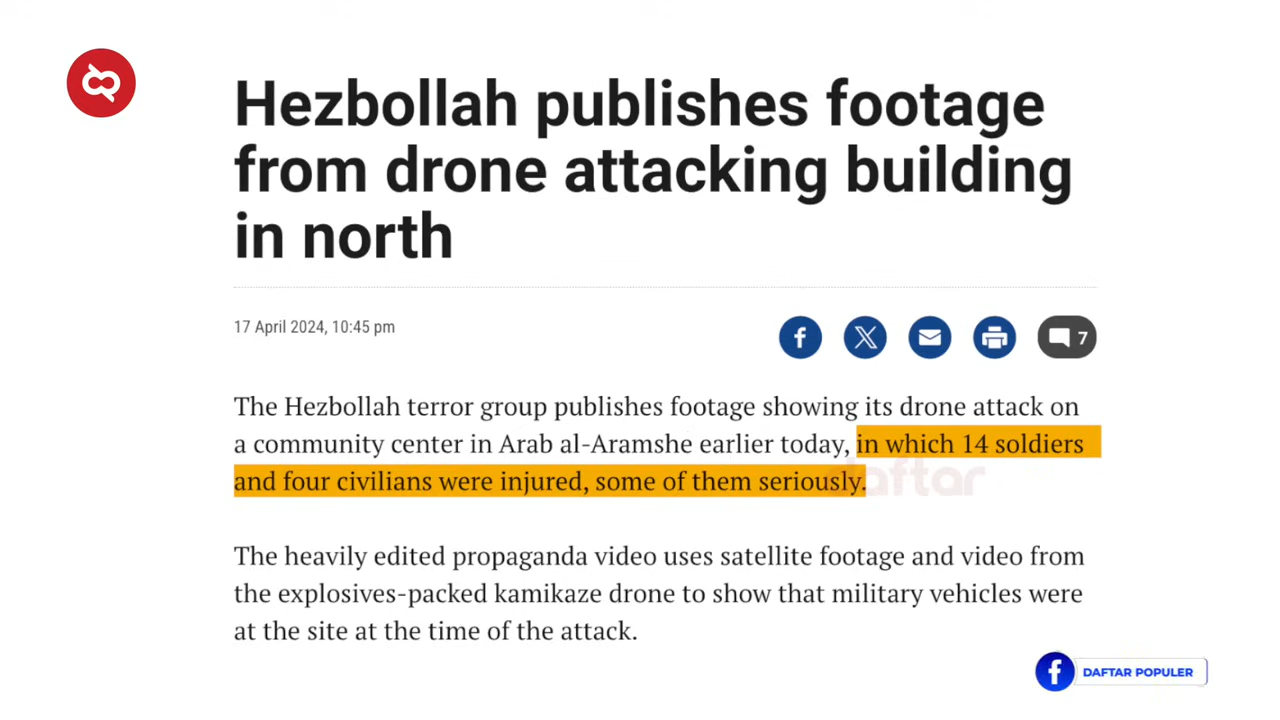 Hezbollah publishes footage
from drone attacking building
in north
17 April 2024, 10:45 pm
7
The Hezbollah terror group publishes footage showing its drone attack on
a community center in Arab al-Aramshe earlier today, in which 14 soldiers
and four civilians were injured, some of them seriously.
daftar
The heavily edited propaganda video uses satellite footage and video from
the explosives-packed kamikaze drone to show that military vehicles were
at the site at the time of the attack.
DAFTAR POPULER